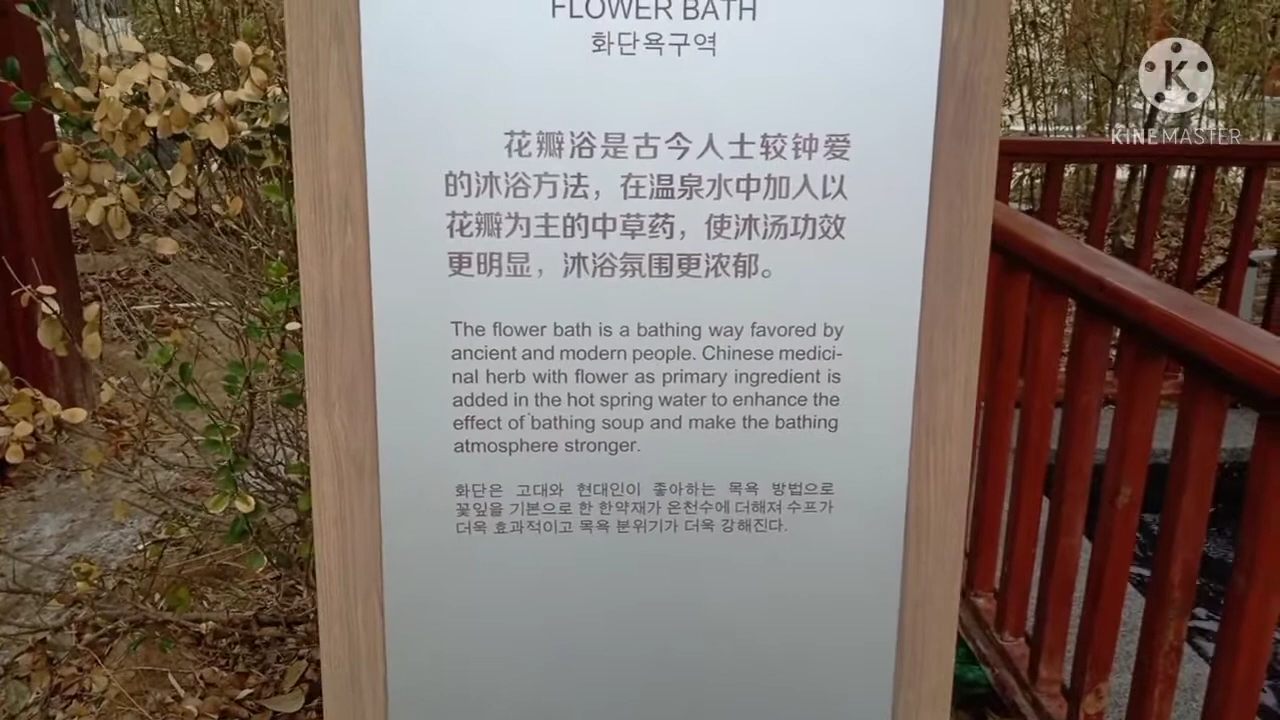 FLOWER BATH
화단욕구역
花瓣浴是古今人士较钟爱
的沐浴方法，在温泉水中加入以
花瓣为主的中草药，使沐汤功效
更明显，沐浴氛围更浓郁。
The flower bath is a bathing way favored by
ancient and modern people. Chinese medici-
nal herb with flower as primary ingredient is
added in the hot spring water to enhance the
effect of bathing soup and make the bathing
atmosphere stronger.
화단은 고대와 현대인이 좋아하는 목욕 방법으로
꽃잎을 기본으로 한 한약재가 온천수에 더해져 수프가
더욱 효과적이고 목욕 분위기가 더욱 강해진다.
K
KINEMASTER